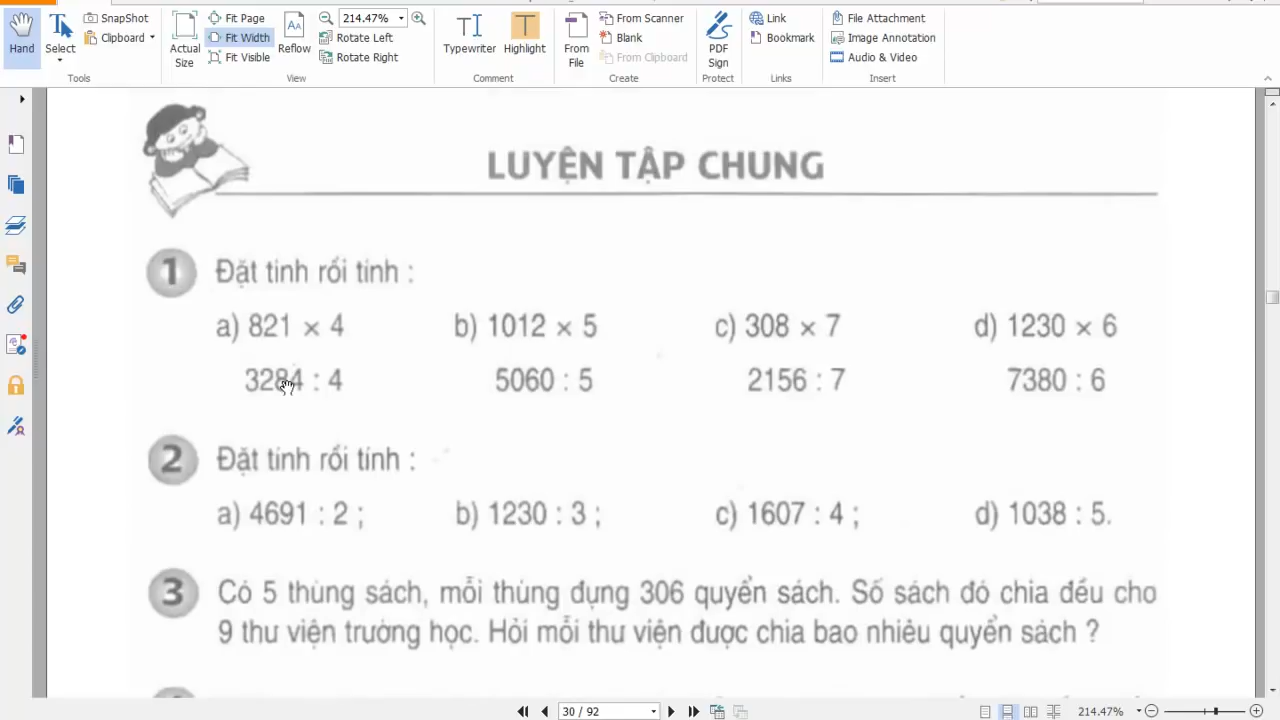 SnapShot
Fit Page
214.47%
From Scanner
Link
File Attachment
Clipboard
Fit Width
Rotate Left
Blank
Bookmark
Image Annotation
Hand
Select
Actual Size
Reflow
Fit Visible
Rotate Right
Typewriter
Highlight
From File
From Clipboard
PDF Sign
Audio & Video
Tools
View
Comment
Create
Protect
Links
Insert
LUYỆN TẬP CHUNG
1 Đặt tính rồi tính :
a) 821 × 4 b) 1012 × 5 c) 308 × 7 d) 1230 × 6
3284 : 4 5060 : 5 2156 : 7 7380 : 6
2 Đặt tính rồi tính :
a) 4691 : 2 ; b) 1230 : 3 ; c) 1607 : 4 ; d) 1038 : 5.
3 Có 5 thùng sách, mỗi thùng đựng 306 quyển sách. Số sách đó chia đều cho
9 thư viện trường học. Hỏi mỗi thư viện được chia bao nhiêu quyển sách ?
30 / 92
214.47%